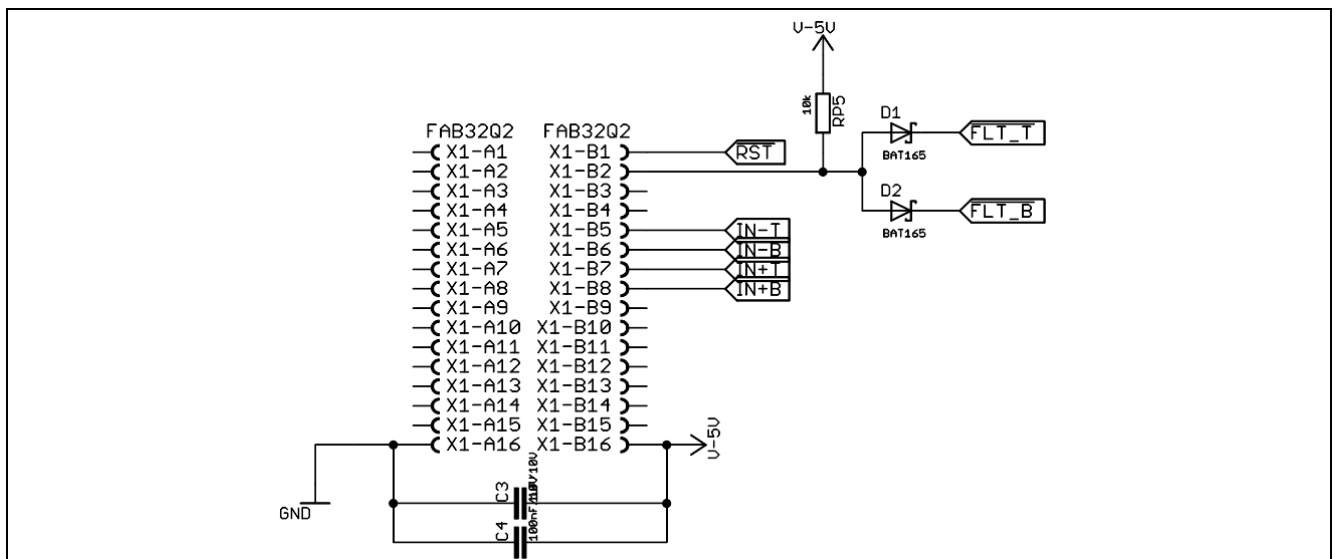 V-5V
10k
RP5
D1
FLT_T
BAT165
D2
FLT_B
BAT165
FAB32Q2 FAB32Q2
X1-A1 X1-B1 RST
X1-A2 X1-B2
X1-A3 X1-B3
X1-A4 X1-B4
X1-A5 X1-B5 IN-T
X1-A6 X1-B6 IN-B
X1-A7 X1-B7 IN+T
X1-A8 X1-B8 IN+B
X1-A9 X1-B9
X1-A10 X1-B10
X1-A11 X1-B11
X1-A12 X1-B12
X1-A13 X1-B13
X1-A14 X1-B14
X1-A15 X1-B15
X1-A16 X1-B16
V-5V
GND
C3
C4
100nF